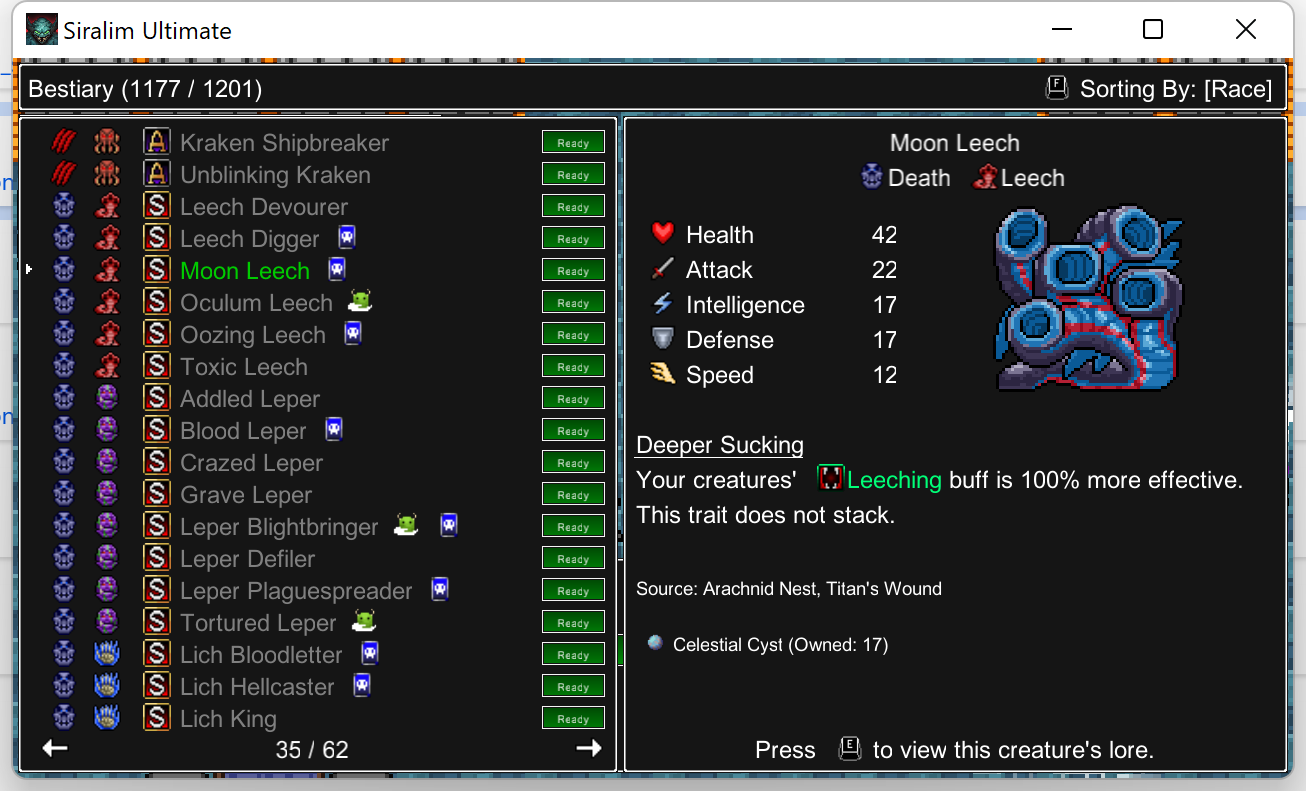 Siralim Ultimate
Bestiary (1177 / 1201)
F Sorting By: [Race]
A Kraken Shipbreaker Ready
A Unblinking Kraken Ready
S Leech Devourer Ready
S Leech Digger Ready
S Moon Leech Ready
S Oculum Leech Ready
S Oozing Leech Ready
S Toxic Leech Ready
S Addled Leper Ready
S Blood Leper Ready
S Crazed Leper Ready
S Grave Leper Ready
S Leper Blightbringer Ready
S Leper Defiler Ready
S Leper Plaguespreader Ready
S Tortured Leper Ready
S Lich Bloodletter Ready
S Lich Hellcaster Ready
S Lich King Ready
35 / 62
Moon Leech
Death Leech
Health 42
Attack 22
Intelligence 17
Defense 17
Speed 12
Deeper Sucking
Your creatures' Leeching buff is 100% more effective.
This trait does not stack.
Source: Arachnid Nest, Titan's Wound
Celestial Cyst (Owned: 17)
Press E to view this creature's lore.